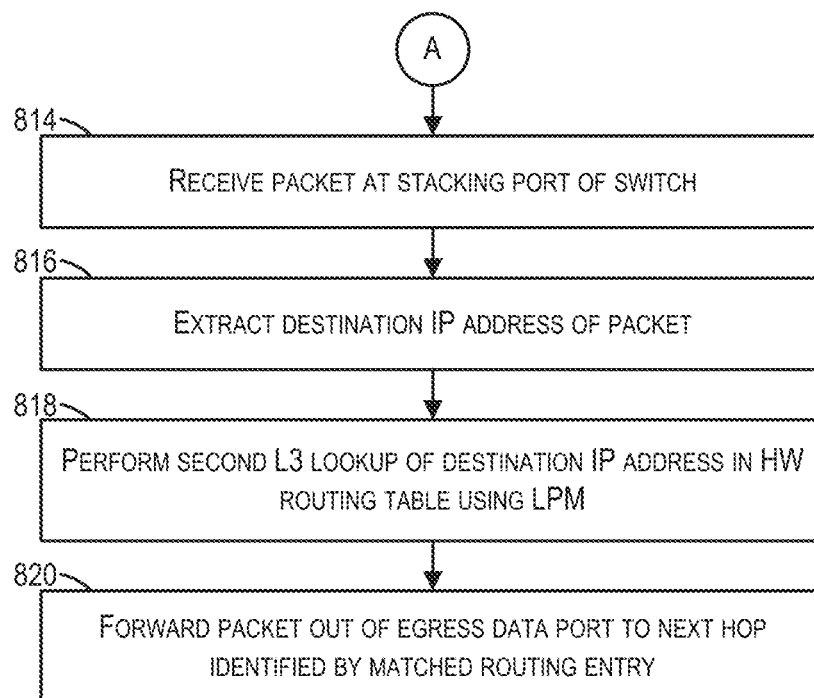 A
814
RECEIVE PACKET AT STACKING PORT OF SWITCH
816
EXTRACT DESTINATION IP ADDRESS OF PACKET
818
PERFORM SECOND L3 LOOKUP OF DESTINATION IP ADDRESS IN HW
ROUTING TABLE USING LPM
820
FORWARD PACKET OUT OF EGRESS DATA PORT TO NEXT HOP
IDENTIFIED BY MATCHED ROUTING ENTRY